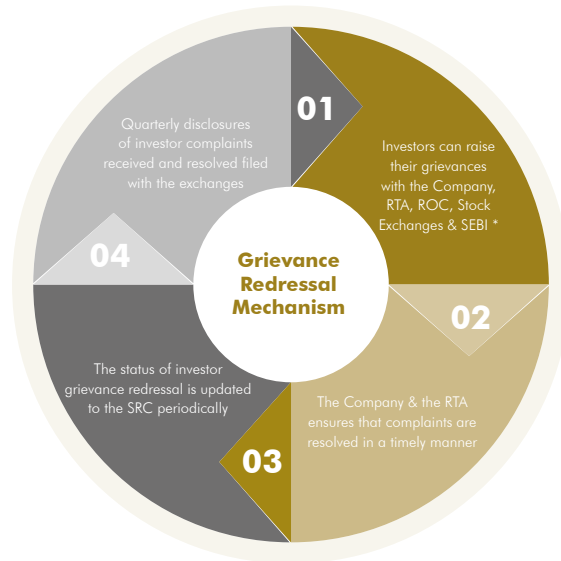 Grievance
Redressal
Mechanism
01
Investors can raise
their grievances
with the Company,
RTA, ROC, Stock
Exchanges & SEBI *
02
The Company & the RTA
ensures that complaints are
resolved in a timely manner
03
The status of investor
grievance redressal is updated
to the SRC periodically
04
Quarterly disclosures
of investor complaints
received and resolved filed
with the exchanges